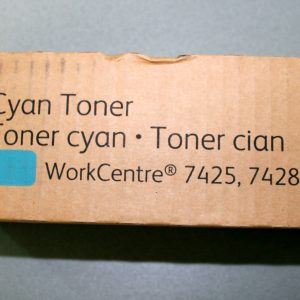 Cyan Toner
Toner cyan • Toner cian
WorkCentre® 7425, 7428